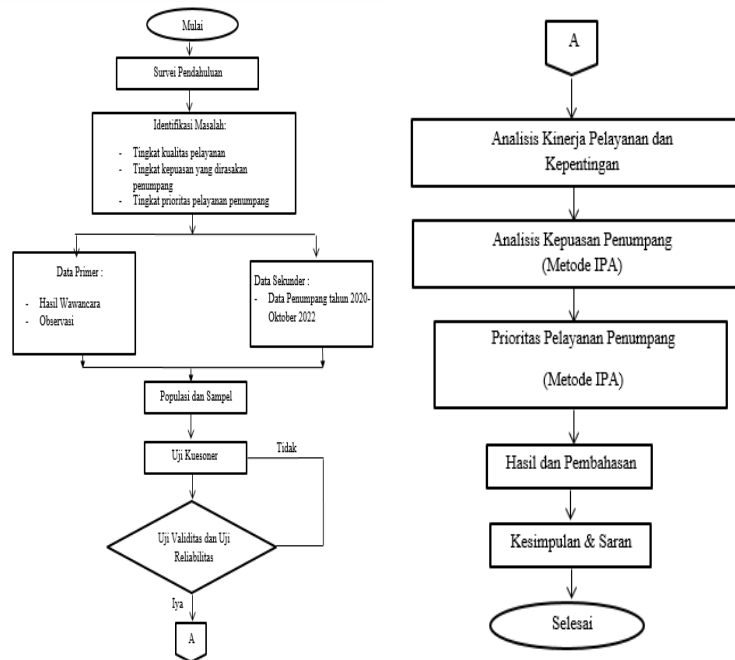 Mulai
Survei Pendahuluan
Identifikasi Masalah:
- Tingkat kualitas pelayanan
- Tingkat kepuasan yang dirasakan
penumpang
- Tingkat prioritas pelayanan penumpang
Data Primer :
- Hasil Wawancara
- Observasi
Data Sekunder :
- Data Penumpang tahun 2020-
Oktober 2022
Populasi dan Sampel
Uji Kuesoner
Tidak
Uji Validitas dan Uji
Reliabilitas
Iya
A
A
Analisis Kinerja Pelayanan dan
Kepentingan
Analisis Kepuasan Penumpang
(Metode IPA)
Prioritas Pelayanan Penumpang
(Metode IPA)
Hasil dan Pembahasan
Kesimpulan & Saran
Selesai